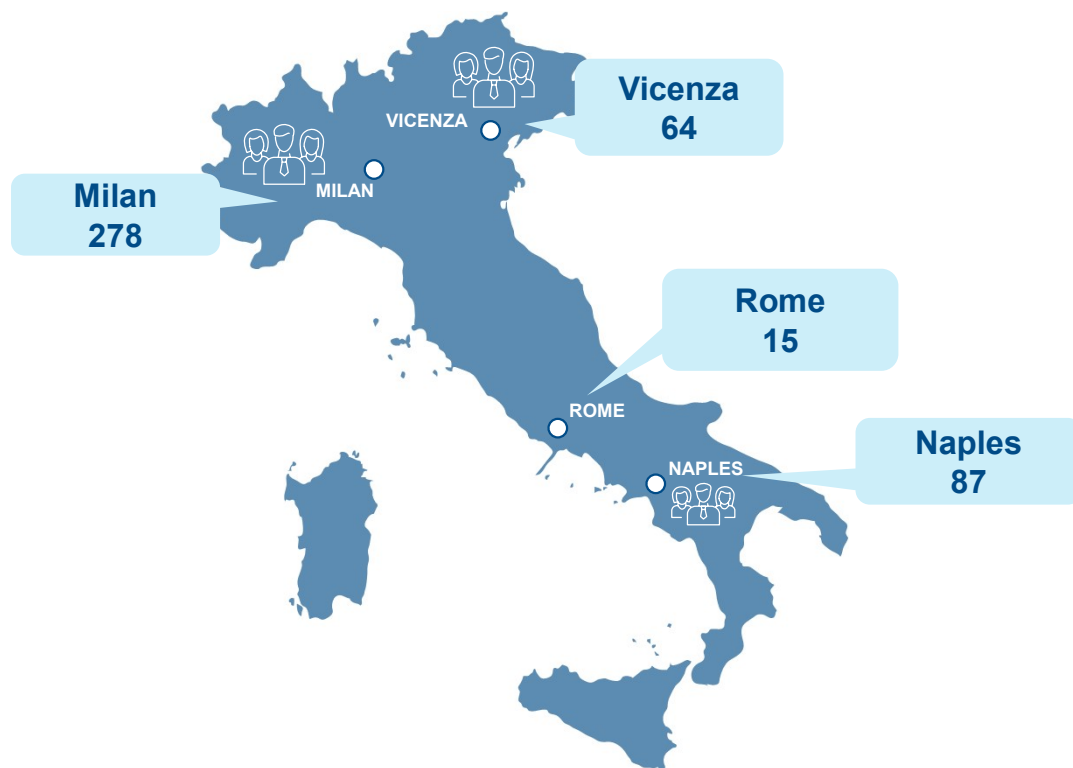 Vicenza
64
VICENZA
Milan
278
MILAN
Rome
15
ROME
Naples
87
NAPLES